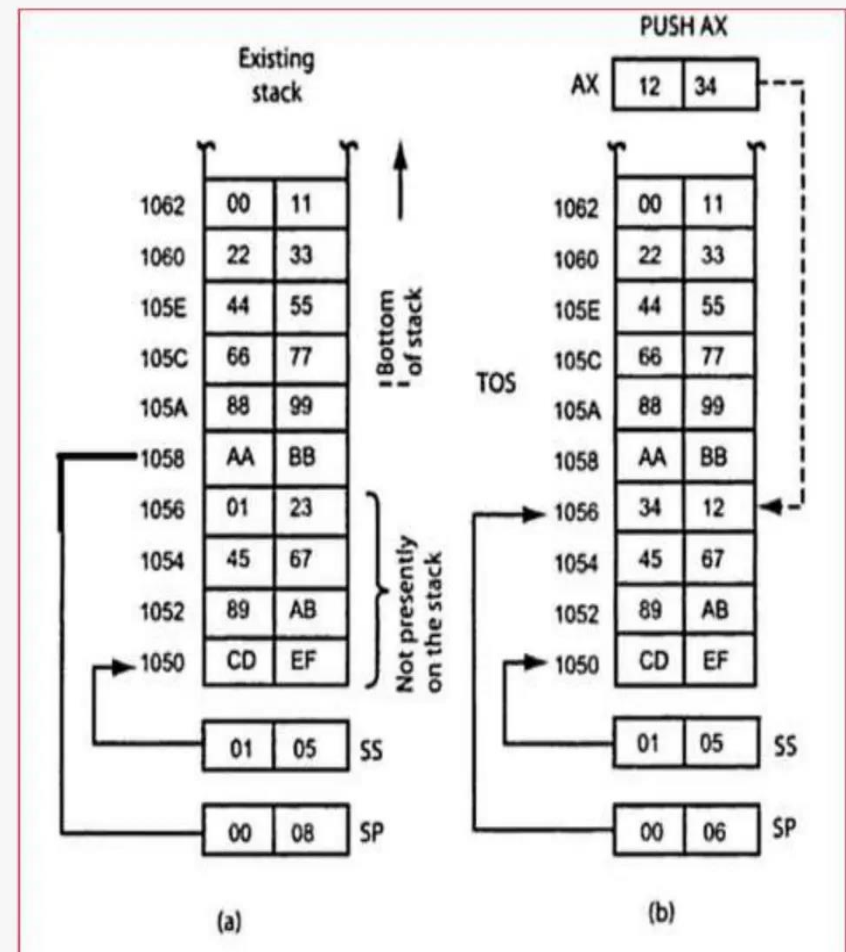 Existing
stack
1062 00 11
1060 22 33
105E 44 55
105C 66 77
105A 88 99
1058 AA BB
1056 01 23
1054 45 67
1052 89 AB
1050 CD EF
Bottom
of stack
Not presently
on the stack
01 05 SS
00 08 SP
(a)
PUSH AX
AX 12 34
1062 00 11
1060 22 33
105E 44 55
105C 66 77
TOS
105A 88 99
1058 AA BB
1056 34 12
1054 45 67
1052 89 AB
1050 CD EF
01 05 SS
00 06 SP
(b)